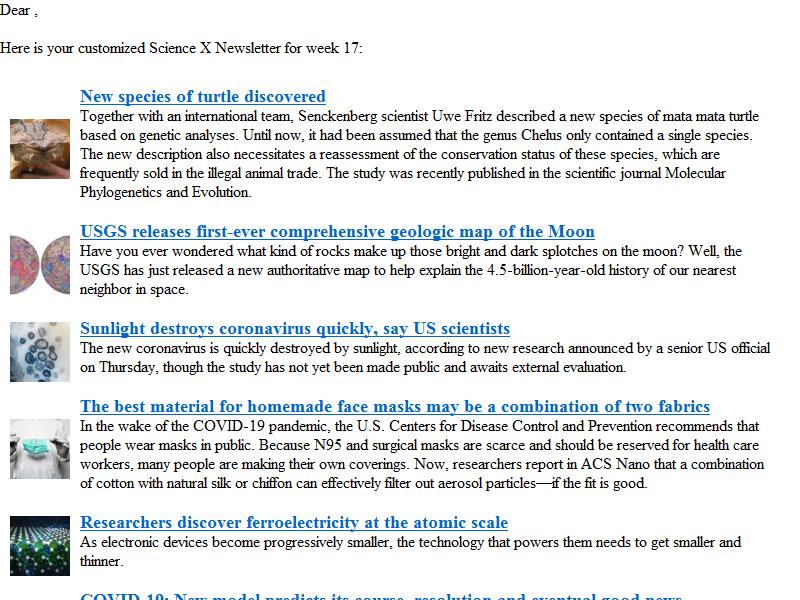 Dear ,
Here is your customized Science X Newsletter for week 17:
New species of turtle discovered
Together with an international team, Senckenberg scientist Uwe Fritz described a new species of mata mata turtle
based on genetic analyses. Until now, it had been assumed that the genus Chelus only contained a single species.
The new description also necessitates a reassessment of the conservation status of these species, which are
frequently sold in the illegal animal trade. The study was recently published in the scientific journal Molecular
Phylogenetics and Evolution.
USGS releases first-ever comprehensive geologic map of the Moon
Have you ever wondered what kind of rocks make up those bright and dark splotches on the moon? Well, the
USGS has just released a new authoritative map to help explain the 4.5-billion-year-old history of our nearest
neighbor in space.
Sunlight destroys coronavirus quickly, say US scientists
The new coronavirus is quickly destroyed by sunlight, according to new research announced by a senior US official
on Thursday, though the study has not yet been made public and awaits external evaluation.
The best material for homemade face masks may be a combination of two fabrics
In the wake of the COVID-19 pandemic, the U.S. Centers for Disease Control and Prevention recommends that
people wear masks in public. Because N95 and surgical masks are scarce and should be reserved for health care
workers, many people are making their own coverings. Now, researchers report in ACS Nano that a combination
of cotton with natural silk or chiffon can effectively filter out aerosol particles—if the fit is good.
Researchers discover ferroelectricity at the atomic scale
As electronic devices become progressively smaller, the technology that powers them needs to get smaller and
thinner.
COVID-19: New model predicts its course, resolution and eventual good news